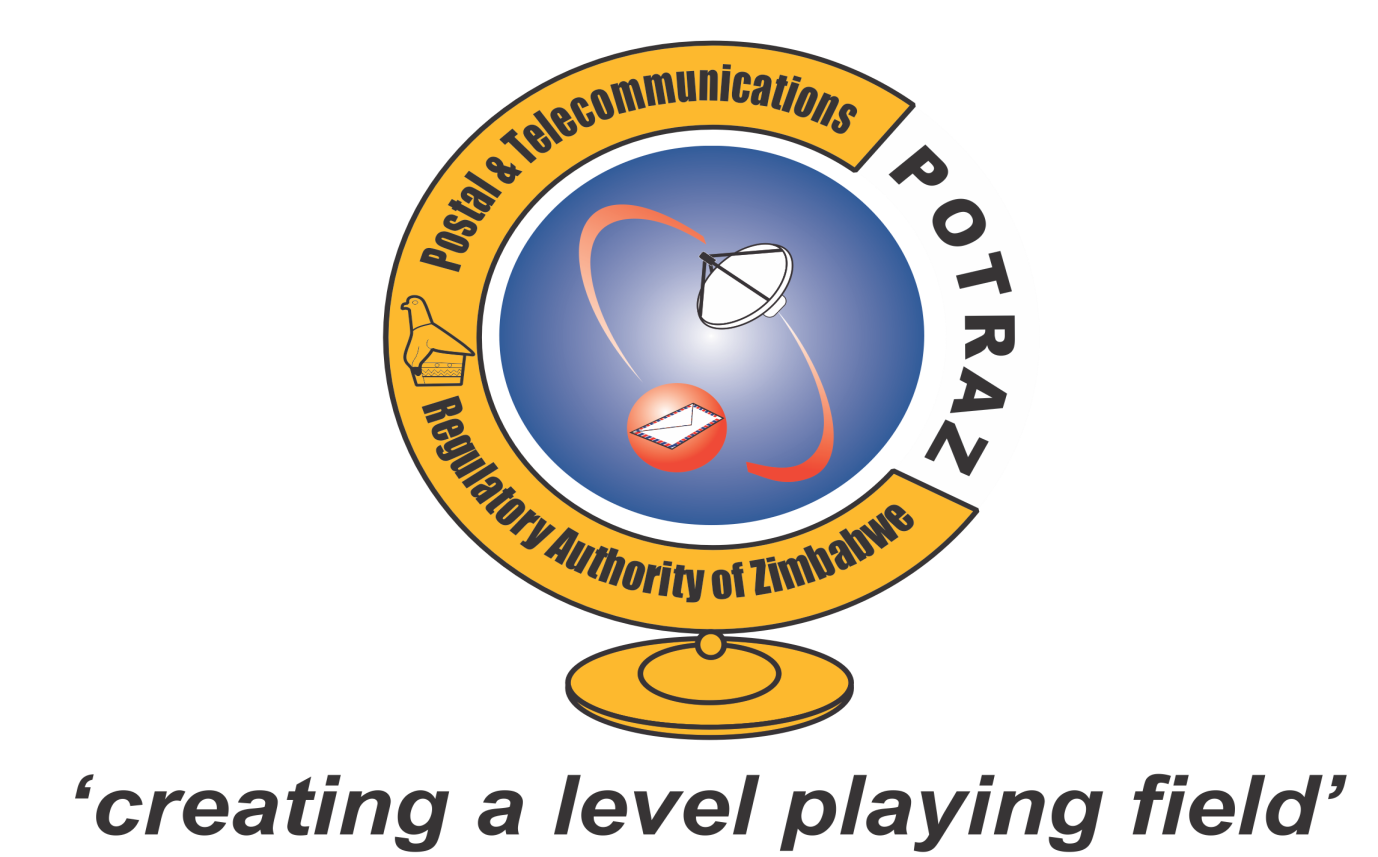 Postal & Telecommunications
Regulatory Authority of Zimbabwe
POTRAZ
‘creating a level playing field’